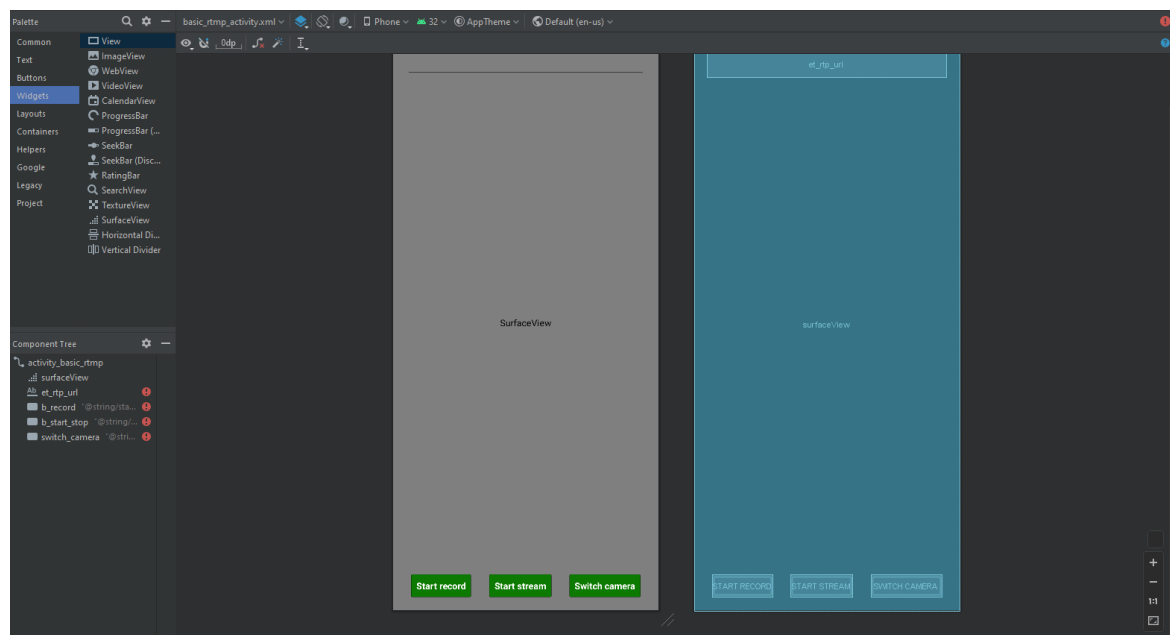 Palette
basic_rtmp_activity.xml
Phone
32
AppTheme
Default (en-us)
Common
Text
Buttons
Widgets
Layouts
Containers
Helpers
Google
Legacy
Project
View
ImageView
WebView
VideoView
CalendarView
ProgressBar
ProgressBar (...
SeekBar
SeekBar (Disc...
RatingBar
SearchView
TextureView
SurfaceView
Horizontal Di...
Vertical Divider
0dp
et_rtp_url
SurfaceView
surfaceView
Component Tree
activity_basic_rtmp
surfaceView
Ab et_rtp_url
b_record "@string/sta...
b_start_stop "@string/...
switch_camera "@stri...
Start record Start stream Switch camera
START RECORD START STREAM SWITCH CAMERA
1:1